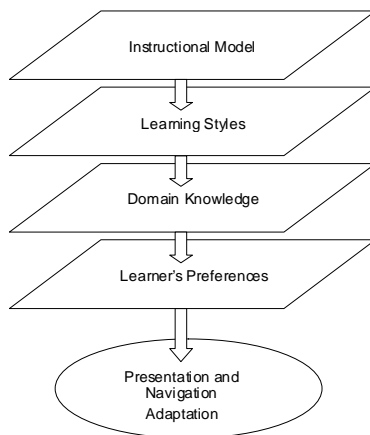 Instructional Model
Learning Styles
Domain Knowledge
Learner's Preferences
Presentation and
Navigation
Adaptation